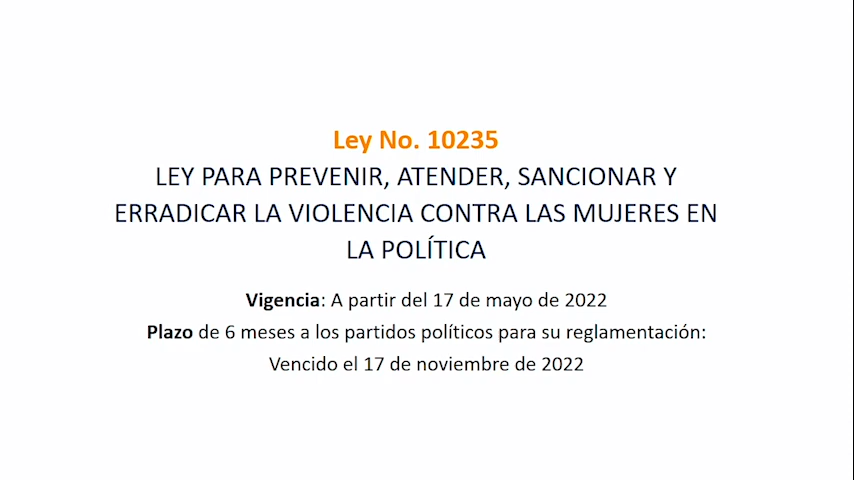 Ley No. 10235
LEY PARA PREVENIR, ATENDER, SANCIONAR Y
ERRADICAR LA VIOLENCIA CONTRA LAS MUJERES EN
LA POLÍTICA
Vigencia: A partir del 17 de mayo de 2022
Plazo de 6 meses a los partidos políticos para su reglamentación:
Vencido el 17 de noviembre de 2022